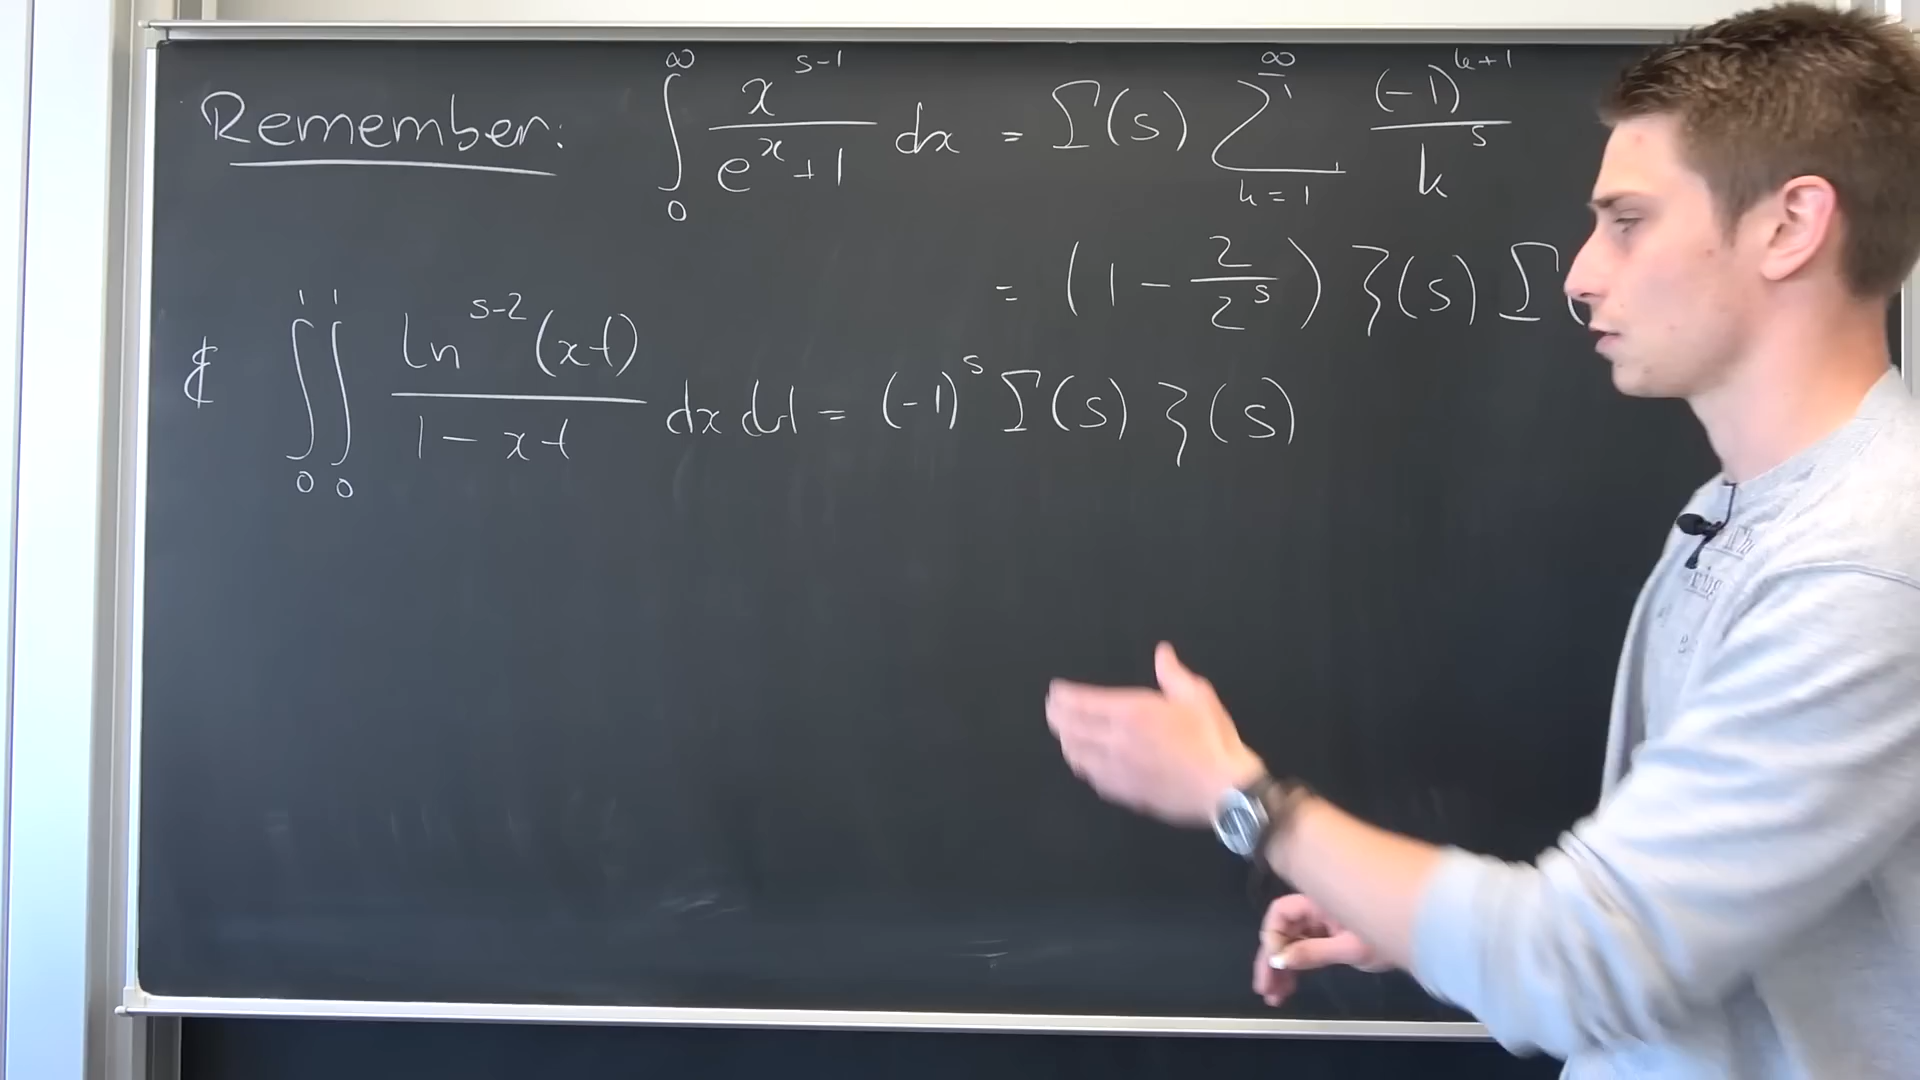 Remember: ∫₀^∞ x^(s-1)/(e^x+1) dx = Γ(s) ∑_(k=1)^∞ (-1)^(k+1)/k^s
= (1 - 2/2^s) ζ(s) Γ(
& ∫₀¹∫₀¹ ln^(s-2)(xt)/(1-xt) dx dt = (-1)^s Γ(s) ζ(s)